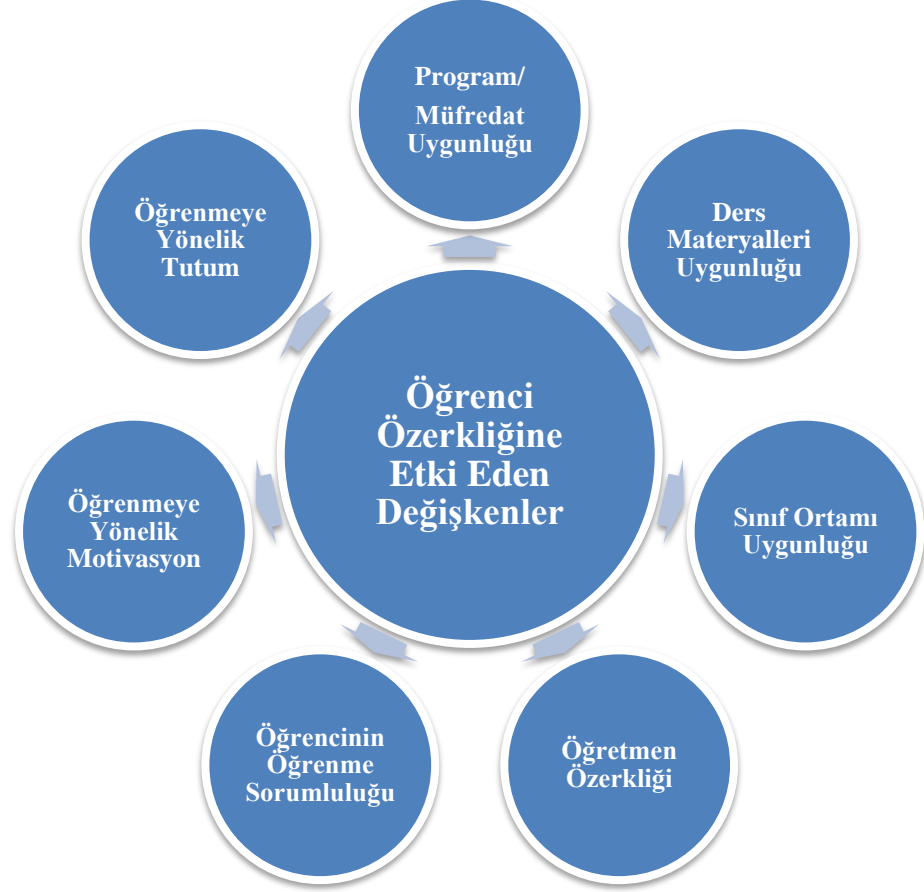 Program/
Müfredat
Uygunluğu
Ders
Materyalleri
Uygunluğu
Sınıf Ortamı
Uygunluğu
Öğretmen
Özerkliği
Öğrencinin
Öğrenme
Sorumluluğu
Öğrenmeye
Yönelik
Motivasyon
Öğrenmeye
Yönelik
Tutum
Öğrenci
Özerkliğine
Etki Eden
Değişkenler